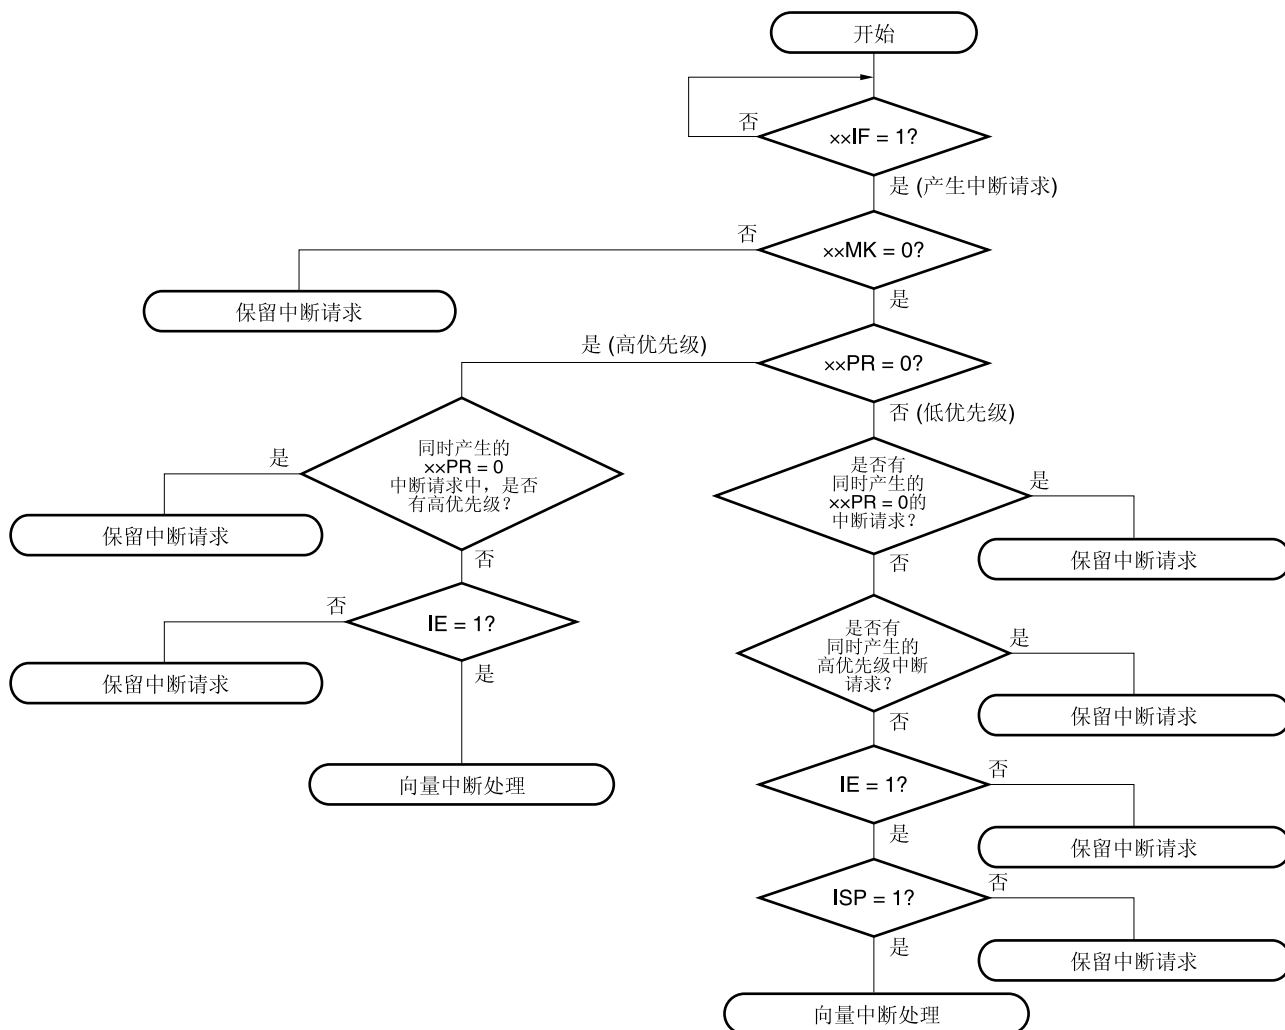 开始
否
××IF = 1?
是 (产生中断请求)
否
××MK = 0?
保留中断请求
是
是 (高优先级)
××PR = 0?
否 (低优先级)
是
同时产生的
××PR = 0
中断请求中，是否
有高优先级？
保留中断请求
否
是否有
同时产生的
××PR = 0的
中断请求？
是
保留中断请求
否
否
IE = 1?
保留中断请求
是
向量中断处理
是否有
同时产生的
高优先级中断
请求？
是
保留中断请求
否
IE = 1?
否
保留中断请求
是
ISP = 1?
否
保留中断请求
是
向量中断处理